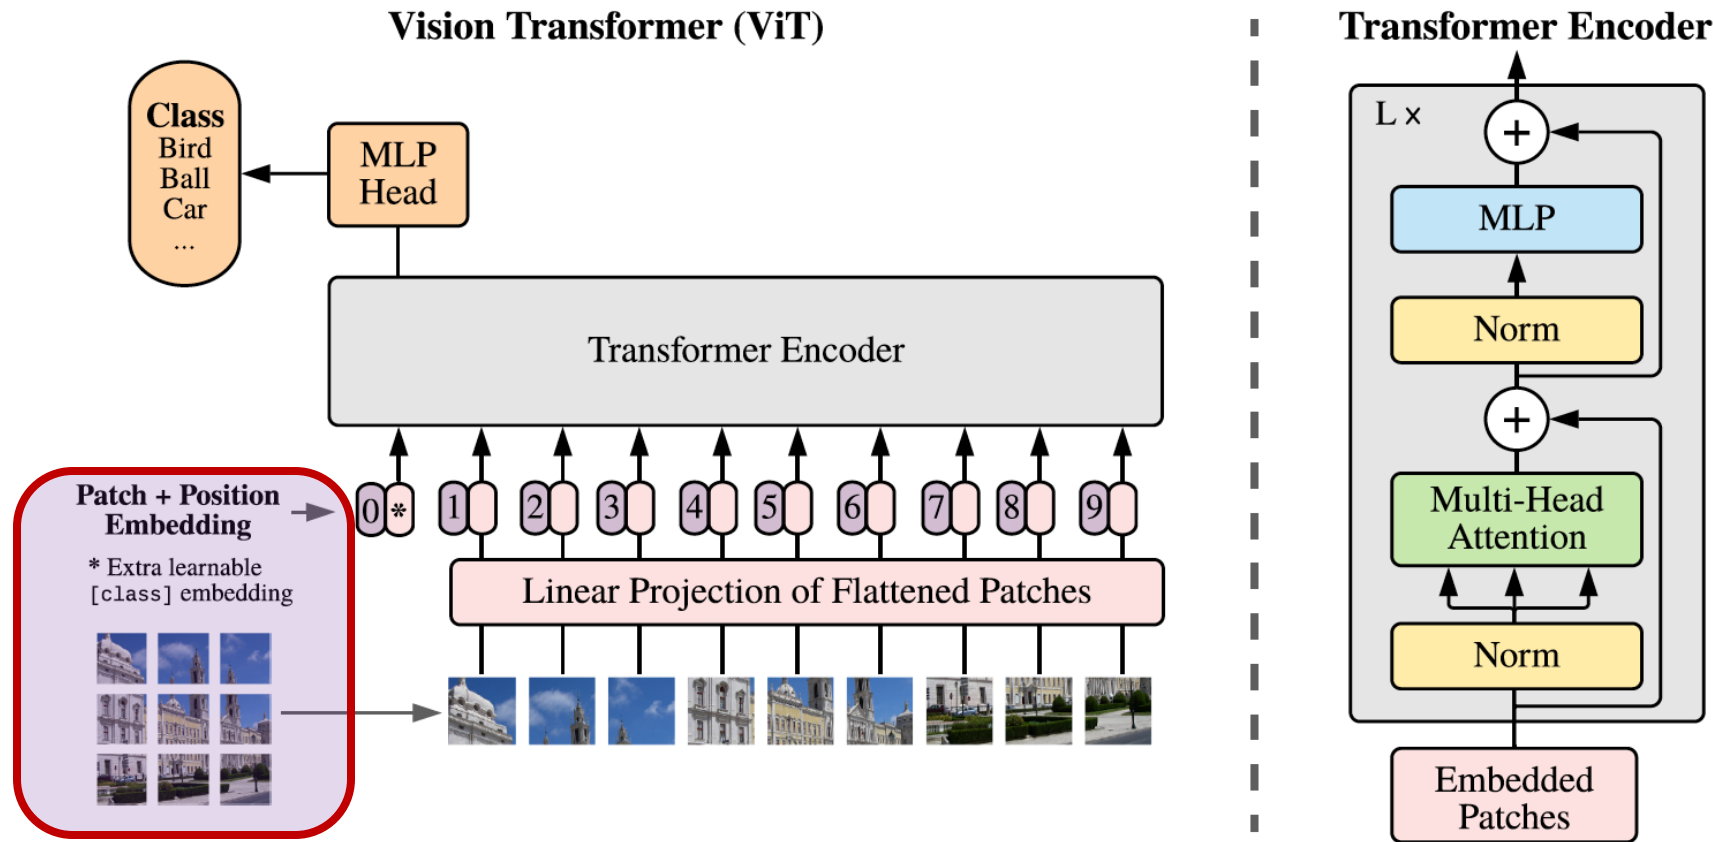 Vision Transformer (ViT)
Class
Bird
Ball
Car
...
MLP
Head
Transformer Encoder
Patch + Position
Embedding
* Extra learnable
[class] embedding
0 *
1
2
3
4
5
6
7
8
9
Linear Projection of Flattened Patches
Transformer Encoder
L ×
+
MLP
Norm
+
Multi-Head
Attention
Norm
Embedded
Patches